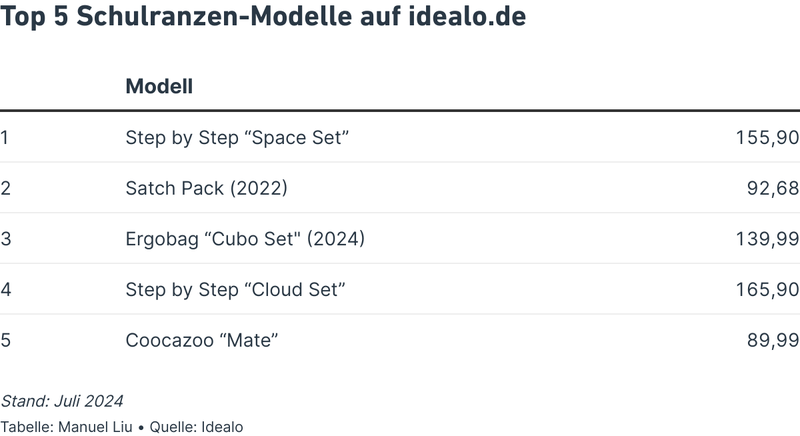 Top 5 Schulranzen-Modelle auf idealo.de
Modell
1 Step by Step “Space Set” 155,90
2 Satch Pack (2022) 92,68
3 Ergobag “Cubo Set" (2024) 139,99
4 Step by Step “Cloud Set” 165,90
5 Coocazoo “Mate” 89,99
Stand: Juli 2024
Tabelle: Manuel Liu • Quelle: Idealo